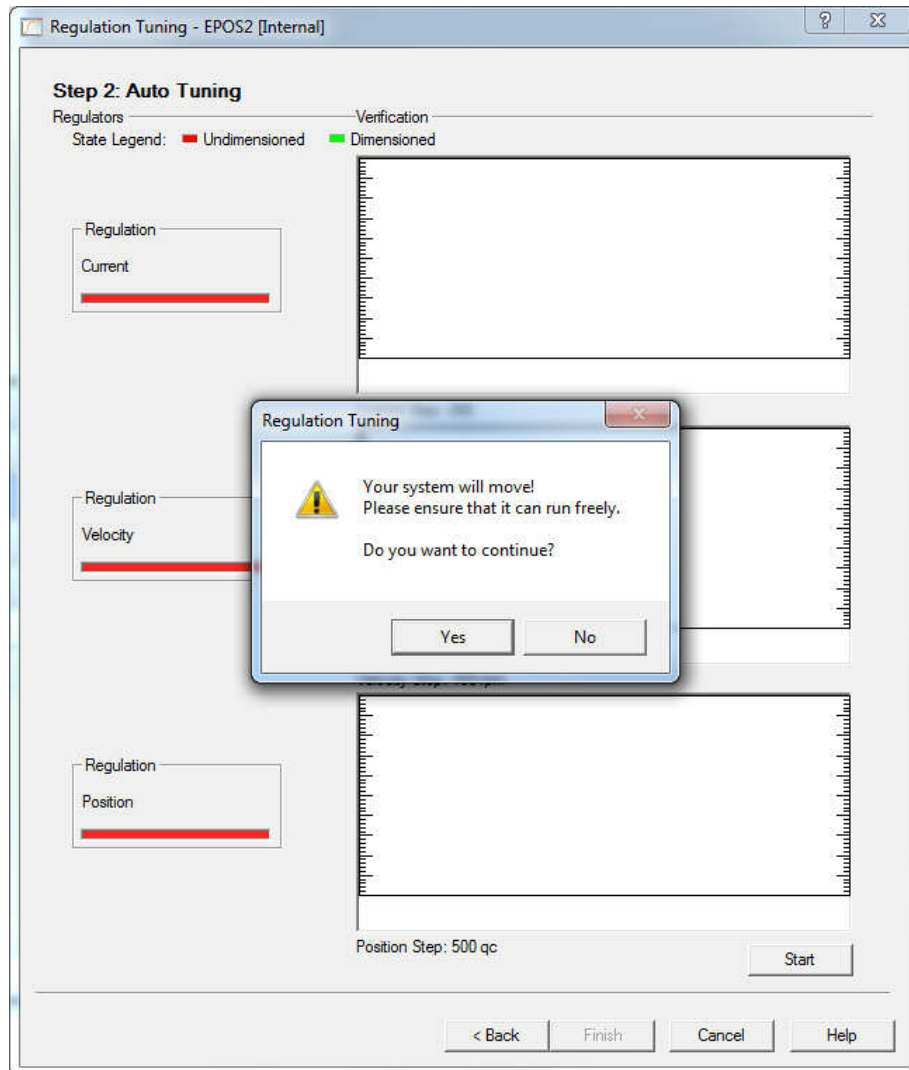 Regulation Tuning - EPOS2 [Internal]
Step 2: Auto Tuning
Regulators
Verification
State Legend:
Undimensioned
Dimensioned
Regulation
Current
Regulation Tuning
Your system will move!
Please ensure that it can run freely.
Do you want to continue?
Yes
No
Regulation
Velocity
Regulation
Position
Position Step: 500 qc
Start
< Back
Finish
Cancel
Help